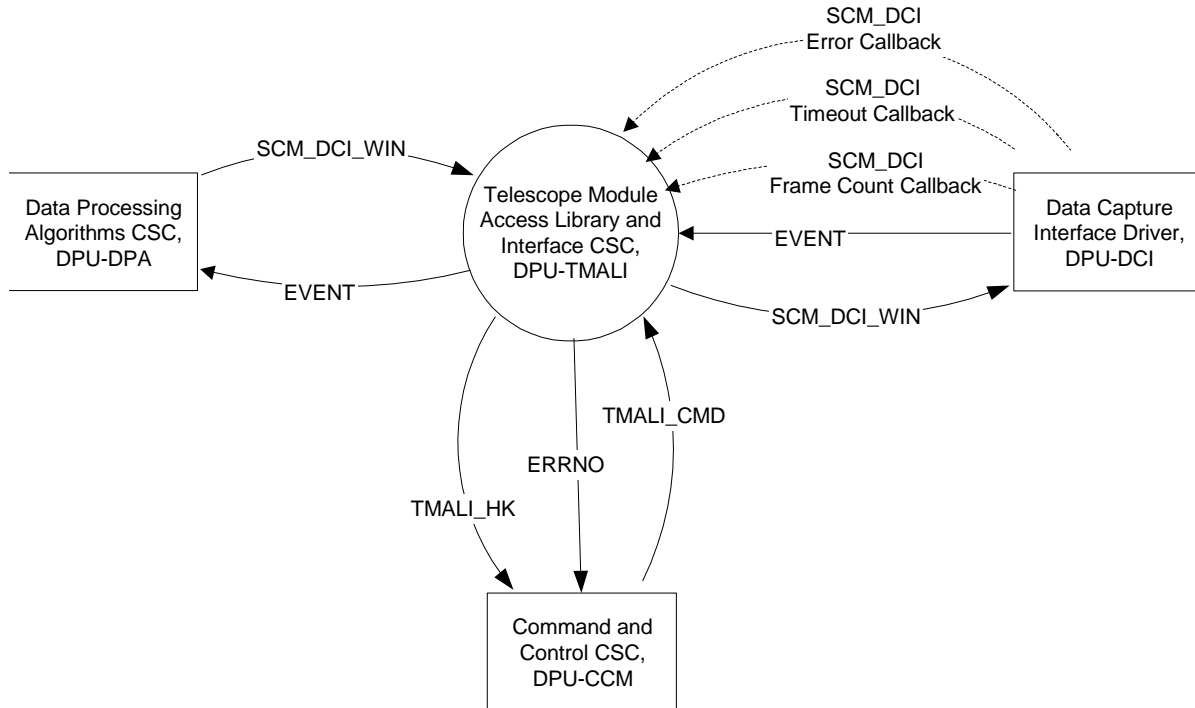 SCM_DCI
Error Callback
SCM_DCI
Timeout Callback
SCM_DCI_WIN
SCM_DCI
Frame Count Callback
Data Processing
Algorithms CSC,
DPU-DPA
Telescope Module
Access Library and
Interface CSC,
DPU-TMALI
Data Capture
Interface Driver,
DPU-DCI
EVENT
EVENT
SCM_DCI_WIN
TMALI_CMD
ERRNO
TMALI_HK
Command and
Control CSC,
DPU-CCM